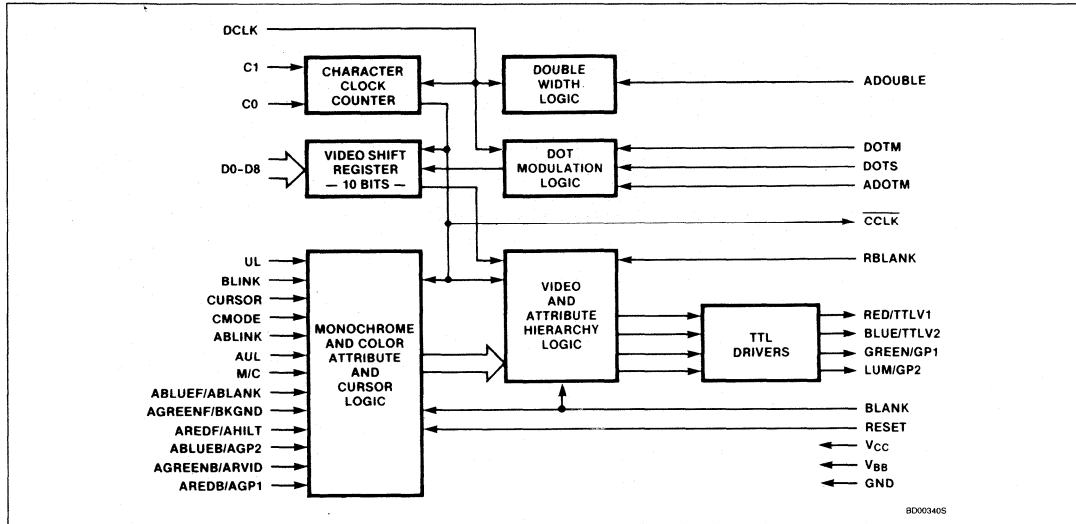 DCLK
C1
C0
CHARACTER
CLOCK
COUNTER
DOUBLE
WIDTH
LOGIC
ADOUBLE
D0–D8
VIDEO SHIFT
REGISTER
— 10 BITS —
DOT
MODULATION
LOGIC
DOTM
DOTS
ADOTM
CCLK
RBLANK
UL
BLINK
CURSOR
CMODE
ABLINK
AUL
M/C
ABLUEF/ABLANK
AGREENF/BKGND
AREDF/AHILT
ABLUEB/AGP2
AGREENB/ARVID
AREDB/AGP1
MONOCHROME
AND COLOR
ATTRIBUTE
AND
CURSOR
LOGIC
VIDEO
AND
ATTRIBUTE
HIERARCHY
LOGIC
TTL
DRIVERS
RED/TTLV1
BLUE/TTLV2
GREEN/GP1
LUM/GP2
BLANK
RESET
VCC
VBB
GND
BD00340S